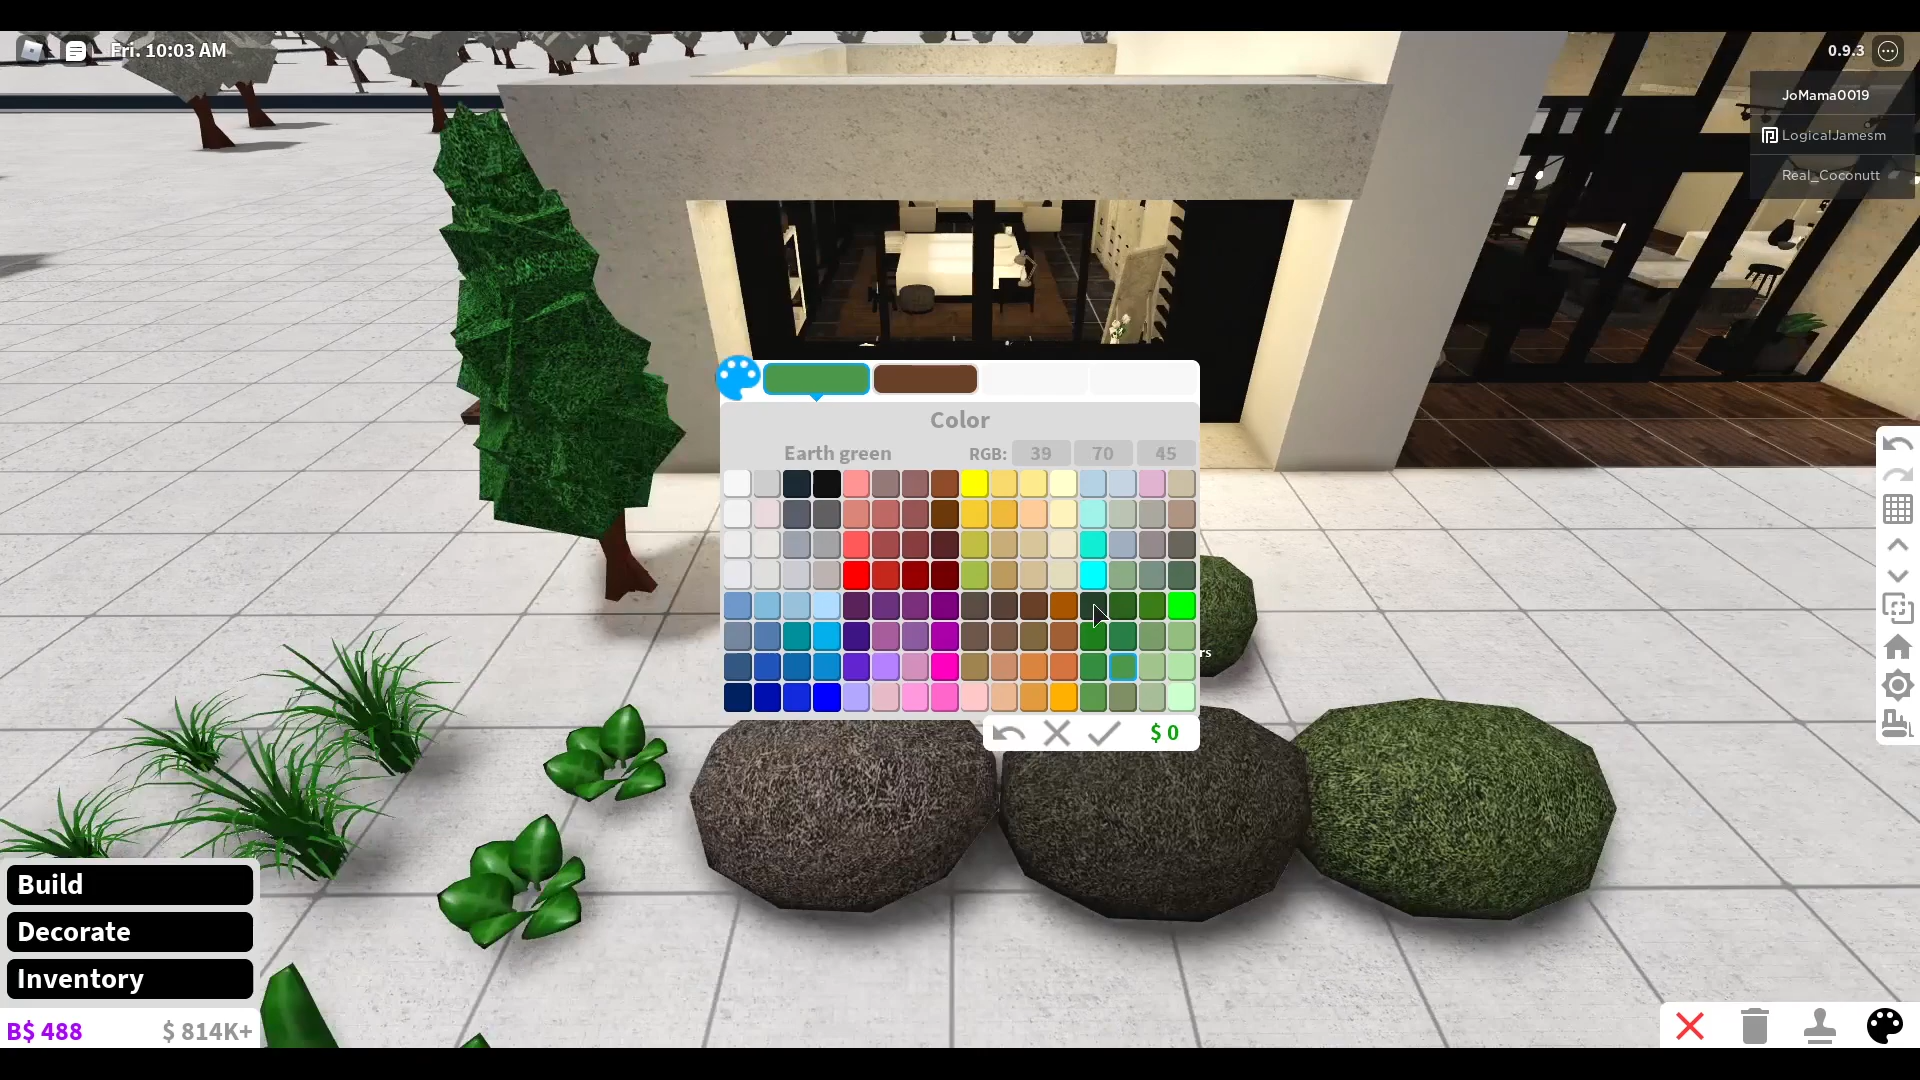 Fri. 10:03 AM
0.9.3
JoMama0019
LogicalJamesm
Real_Coconutt
Color
Earth green
RGB: 39 70 45
rs
$ 0
Build
Decorate
Inventory
B$ 488
$ 814K+